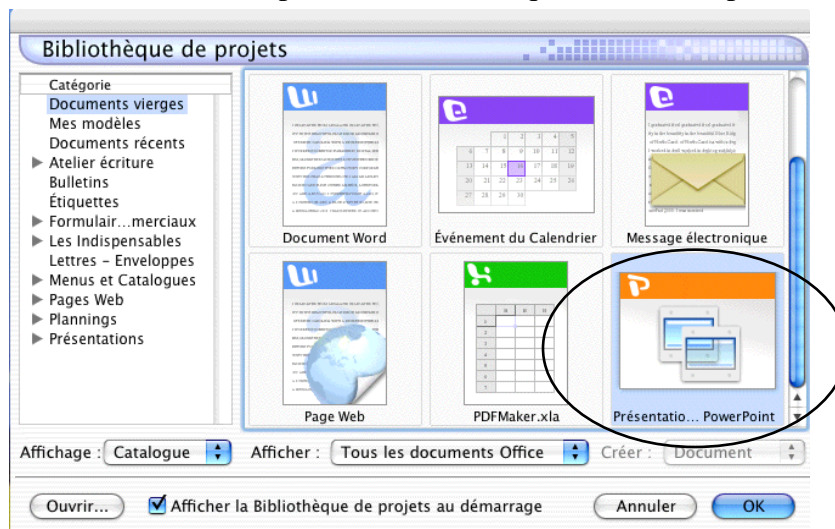 Bibliothèque de projets
Catégorie
Documents vierges
Mes modèles
Documents récents
Atelier écriture
Bulletins
Étiquettes
Formulair…merciaux
Les Indispensables
Lettres – Enveloppes
Menus et Catalogues
Pages Web
Plannings
Présentations
Document Word
Événement du Calendrier
Message électronique
Page Web
PDFMaker.xla
Présentatio... PowerPoint
Affichage : Catalogue Afficher : Tous les documents Office Créer : Document
Ouvrir... Afficher la Bibliothèque de projets au démarrage Annuler OK